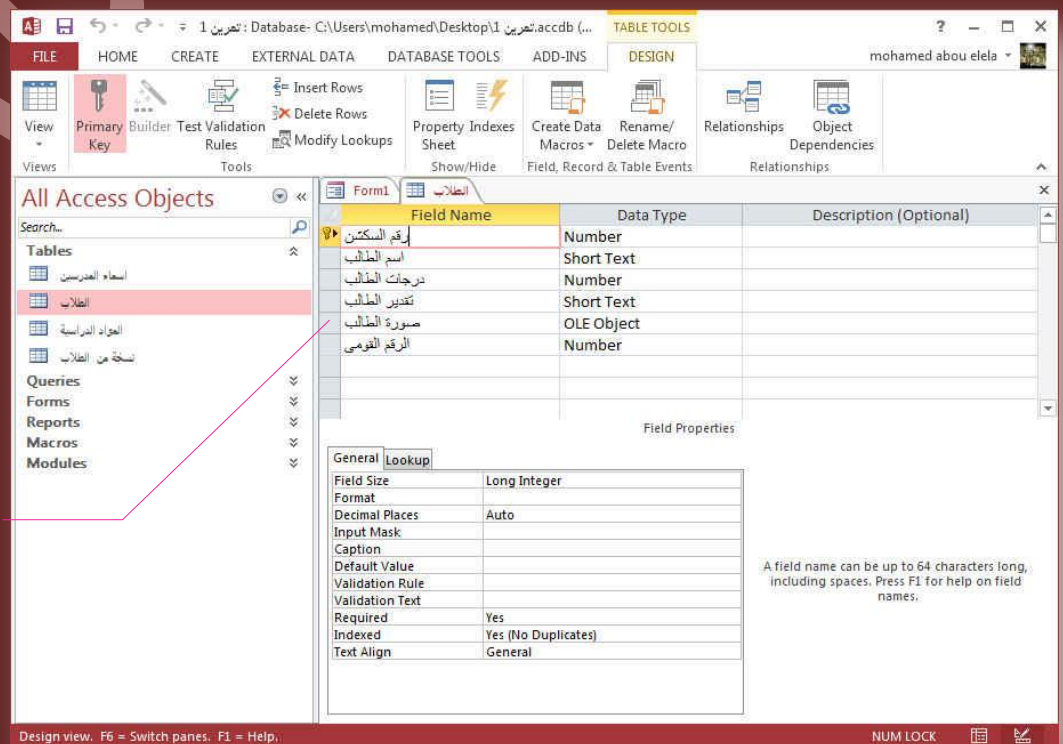 تمرين 1 : Database- C:\Users\mohamed\Desktop\تمرين 1.accdb (... TABLE TOOLS ?
FILE HOME CREATE EXTERNAL DATA DATABASE TOOLS ADD-INS DESIGN mohamed abou elela
View Primary Key Builder Test Validation Rules Insert Rows Delete Rows Modify Lookups Property Sheet Indexes Create Data Macros Rename/ Delete Macro Relationships Object Dependencies
Views Tools Show/Hide Field, Record & Table Events Relationships
All Access Objects «
Search...
Tables
اسماء المدرسين
الطلاب
المواد الدراسية
نسخة من الطلاب
Queries
Forms
Reports
Macros
Modules
Form1 الطلاب
Field Name Data Type Description (Optional)
رقم السكشن Number
اسم الطالب Short Text
درجات الطالب Number
تقدير الطالب Short Text
صورة الطالب OLE Object
الرقم القومى Number
Field Properties
General Lookup
Field Size Long Integer
Format
Decimal Places Auto
Input Mask
Caption
Default Value
Validation Rule
Validation Text
Required Yes
Indexed Yes (No Duplicates)
Text Align General
A field name can be up to 64 characters long,
including spaces. Press F1 for help on field
names.
Design view. F6 = Switch panes. F1 = Help. NUM LOCK